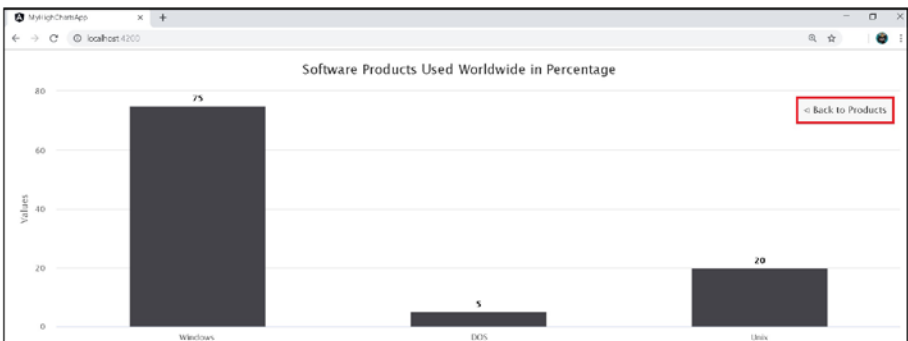 MyHighChartsApp
localhost:4200
Software Products Used Worldwide in Percentage
80
75
◁ Back to Products
60
Values
40
20
20
5
0
Windows
DOS
Unix